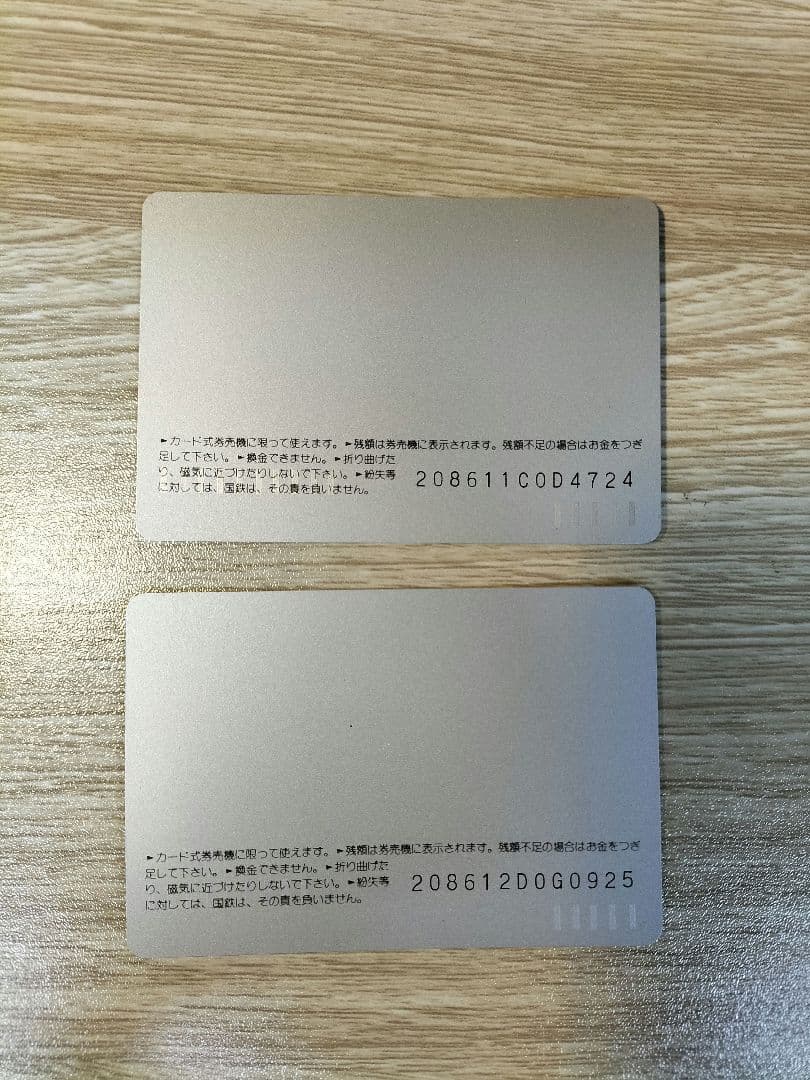 ►カード式券売機に限って使えます。►残額は券売機に表示されます。残額不足の場合はお金をつぎ
足して下さい。►換金できません。►折り曲げた
り、磁気に近づけたりしないで下さい。►紛失等
に対しては、国鉄は、その責を負いません。
208611C0D4724
►カード式券売機に限って使えます。►残額は券売機に表示されます。残額不足の場合はお金をつぎ
足して下さい。►換金できません。►折り曲げた
り、磁気に近づけたりしないで下さい。►紛失等
に対しては、国鉄は、その責を負いません。
208612D0G0925